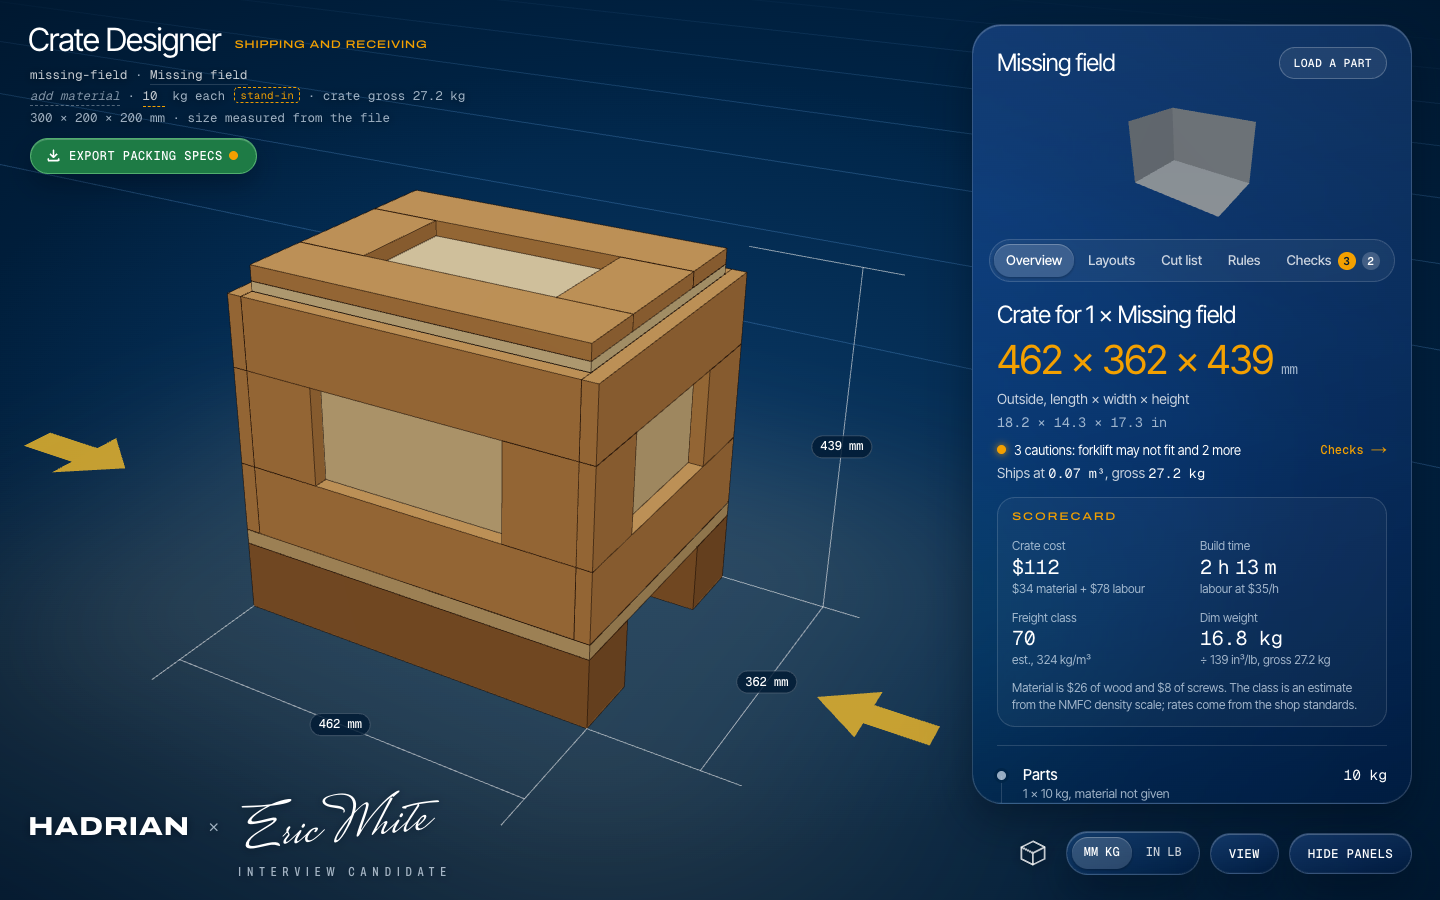 Crate Designer SHIPPING AND RECEIVING
missing-field · Missing field
add material · 10 kg each stand-in · crate gross 27.2 kg
300 × 200 × 200 mm · size measured from the file
EXPORT PACKING SPECS
439 mm
362 mm
462 mm
HADRIAN × Eric White
INTERVIEW CANDIDATE
Missing field
LOAD A PART
Overview Layouts Cut list Rules Checks 3 2
Crate for 1 × Missing field
462 × 362 × 439 mm
Outside, length × width × height
18.2 × 14.3 × 17.3 in
3 cautions: forklift may not fit and 2 more Checks →
Ships at 0.07 m³, gross 27.2 kg
SCORECARD
Crate cost Build time
$112 2 h 13 m
$34 material + $78 labour labour at $35/h
Freight class Dim weight
70 16.8 kg
est., 324 kg/m³ ÷ 139 in³/lb, gross 27.2 kg
Material is $26 of wood and $8 of screws. The class is an estimate
from the NMFC density scale; rates come from the shop standards.
Parts 10 kg
1 × 10 kg, material not given
MM KG IN LB VIEW HIDE PANELS